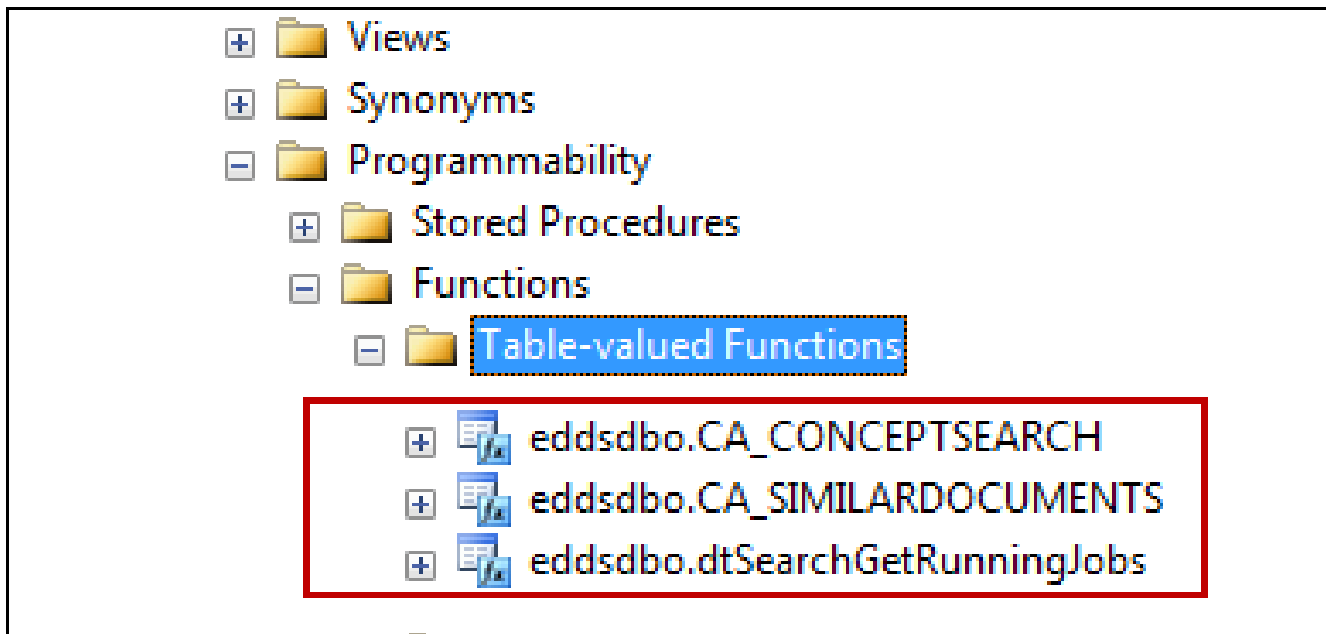 Views
Synonyms
Programmability
Stored Procedures
Functions
Table-valued Functions
eddsdbo.CA_CONCEPTSEARCH
eddsdbo.CA_SIMILARDOCUMENTS
eddsdbo.dtSearchGetRunningJobs